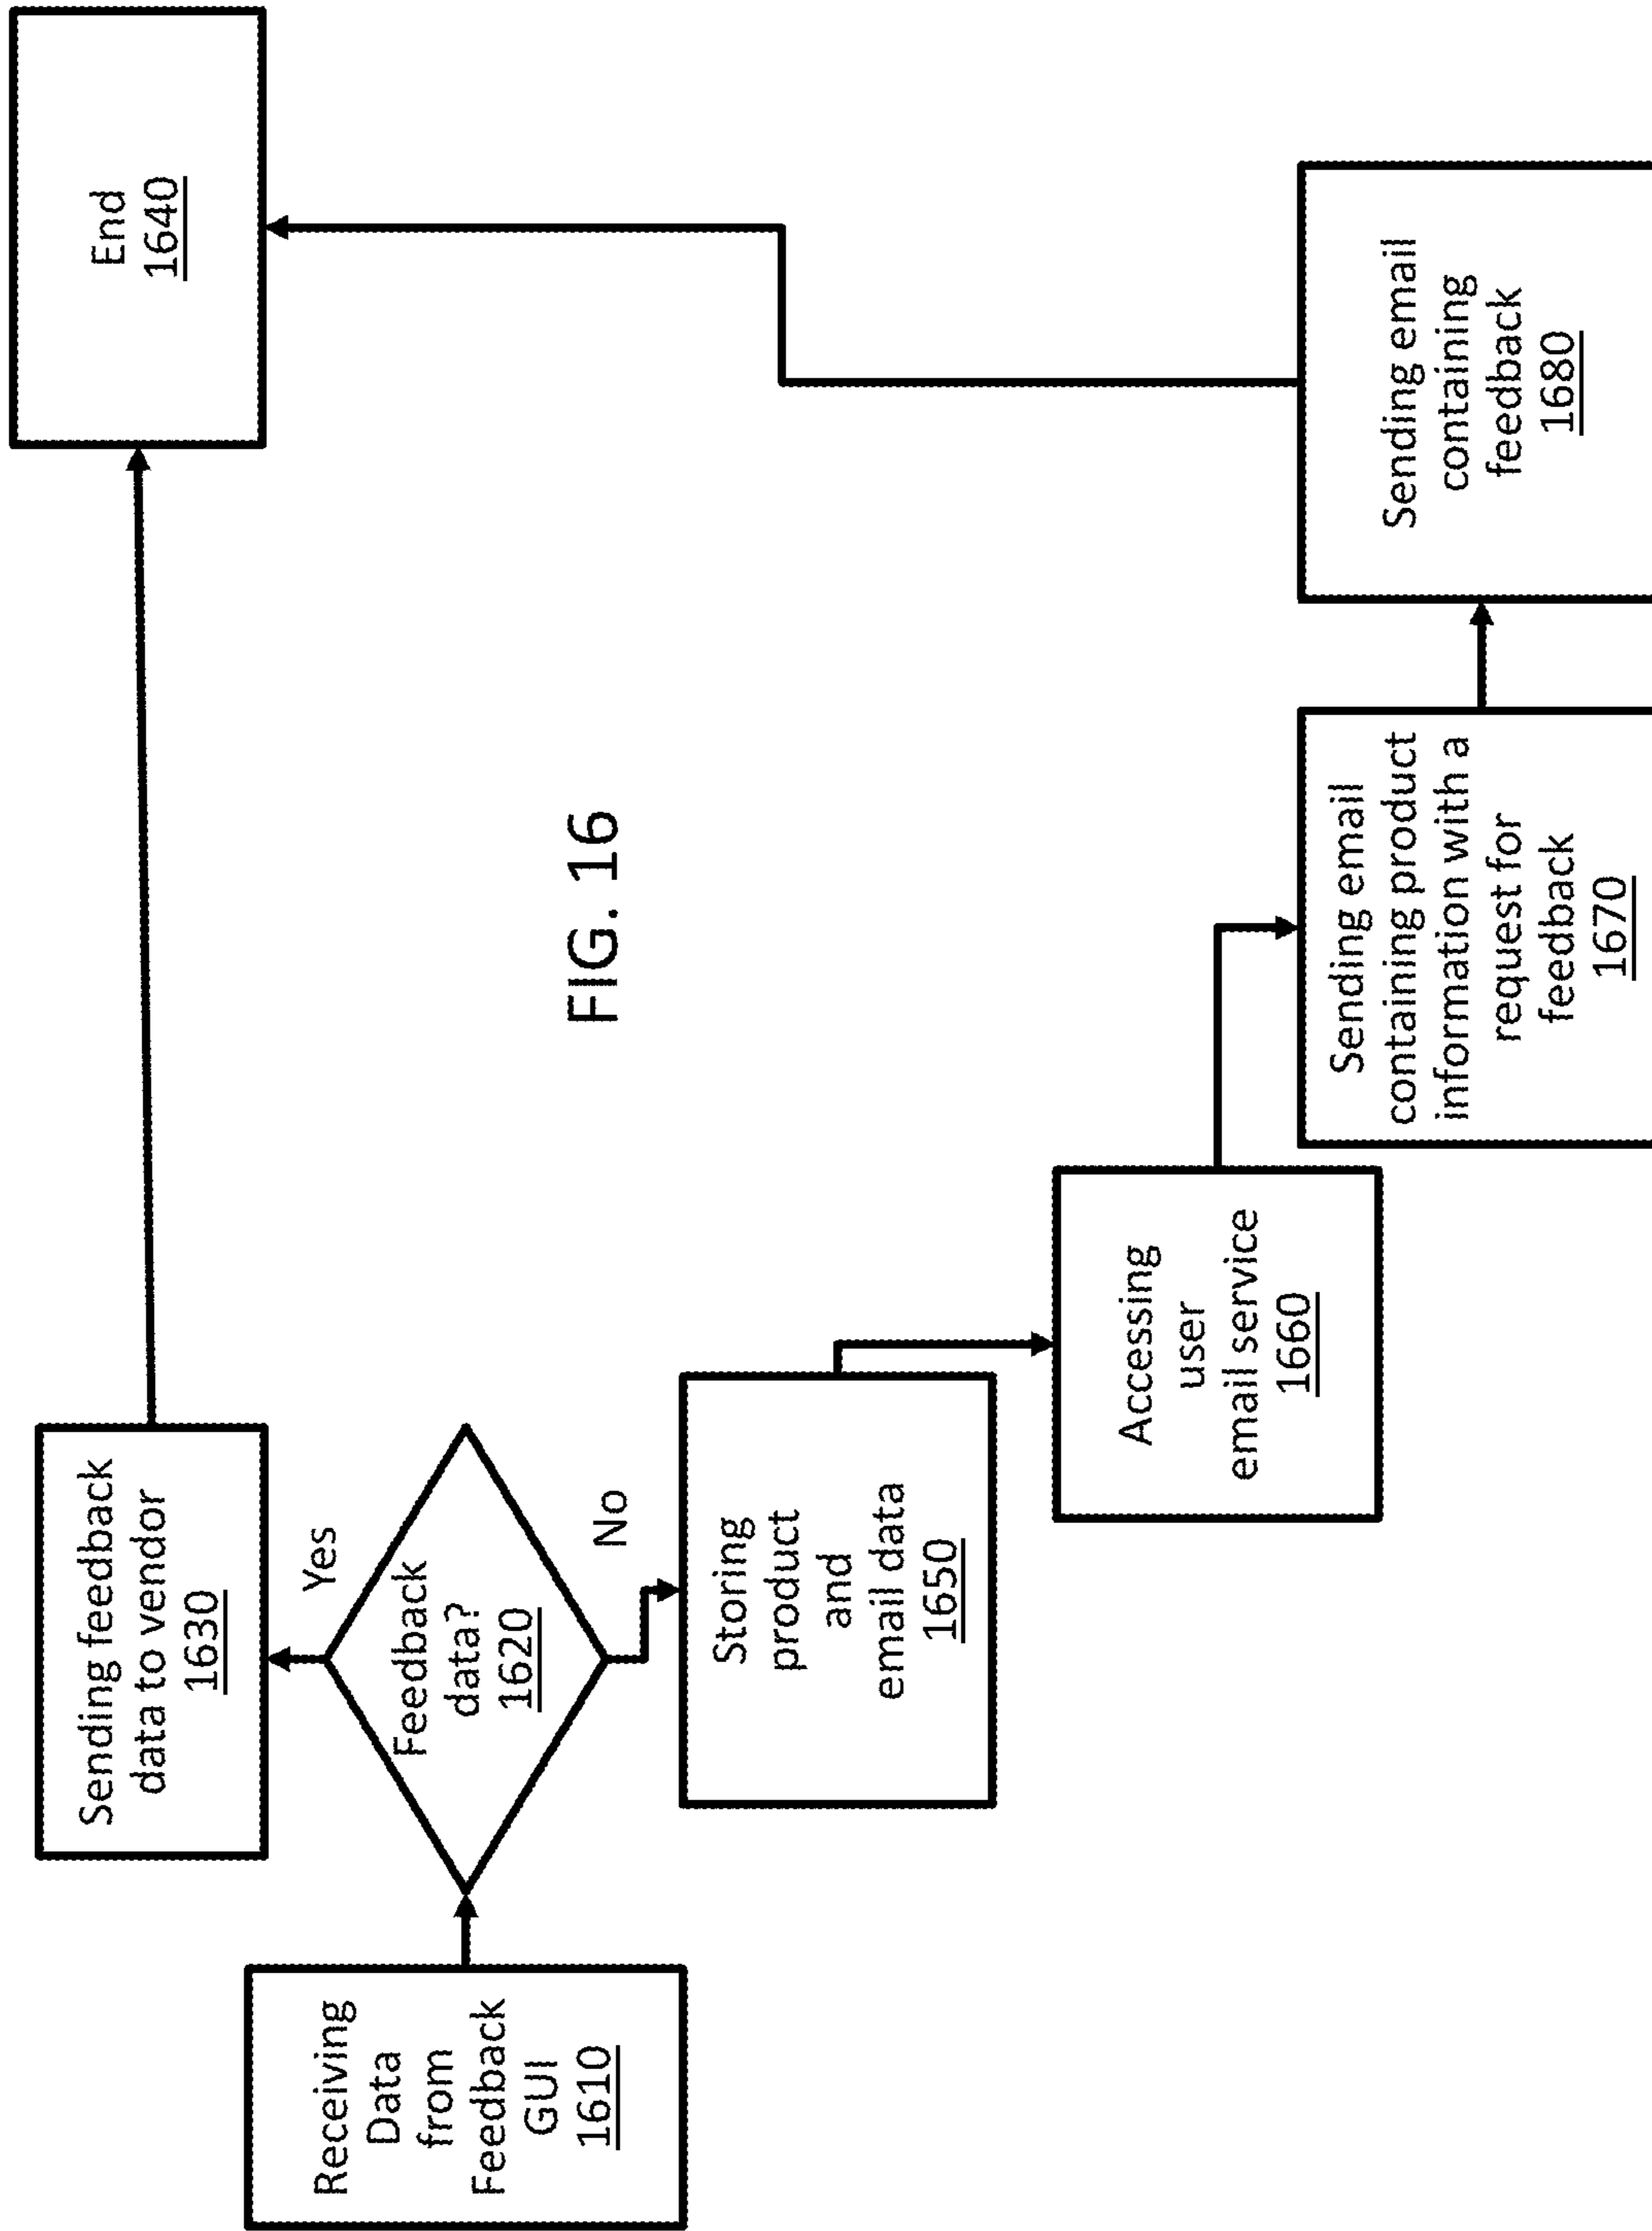 Receiving
Data
from
Feedback
GUI
1610
Feedback
data?
1620
Yes
No
Sending feedback
data to vendor
1630
End
1640
Storing
product
and
email data
1650
Accessing
user
email service
1660
Sending email
containing product
information with a
request for
feedback
1670
Sending email
containing
feedback
1680
FIG. 16